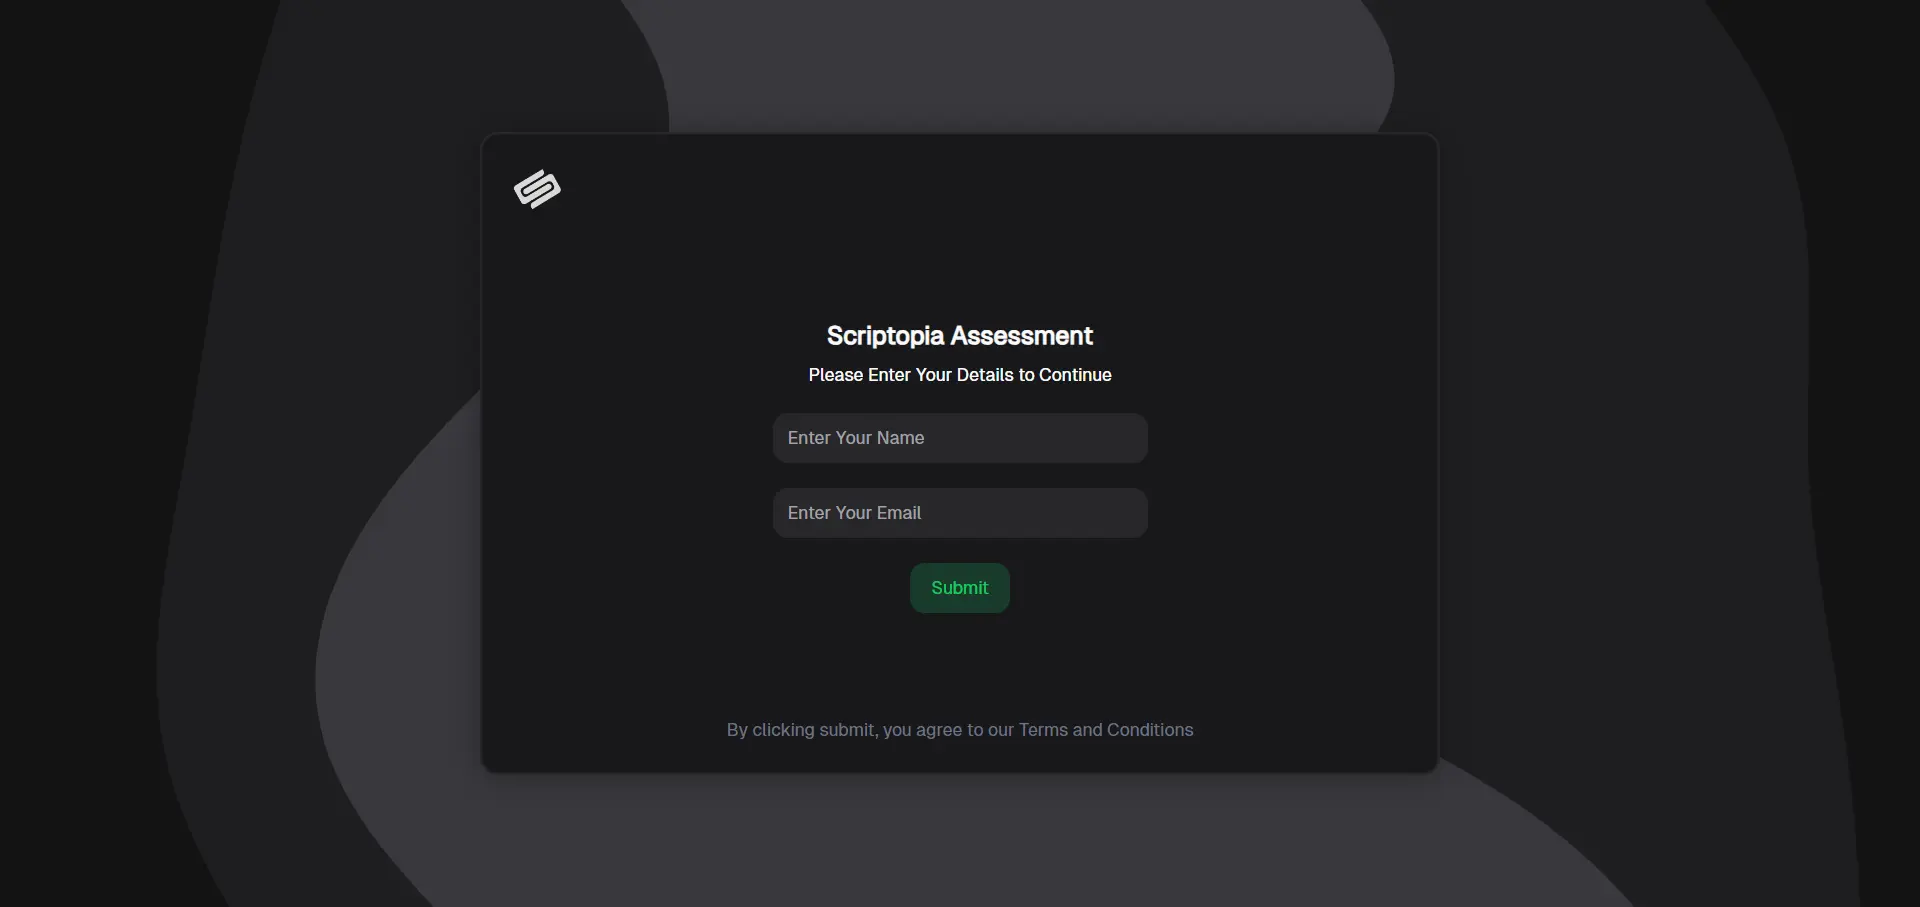 Scriptopia Assessment
Please Enter Your Details to Continue
Enter Your Name
Enter Your Email
Submit
By clicking submit, you agree to our Terms and Conditions